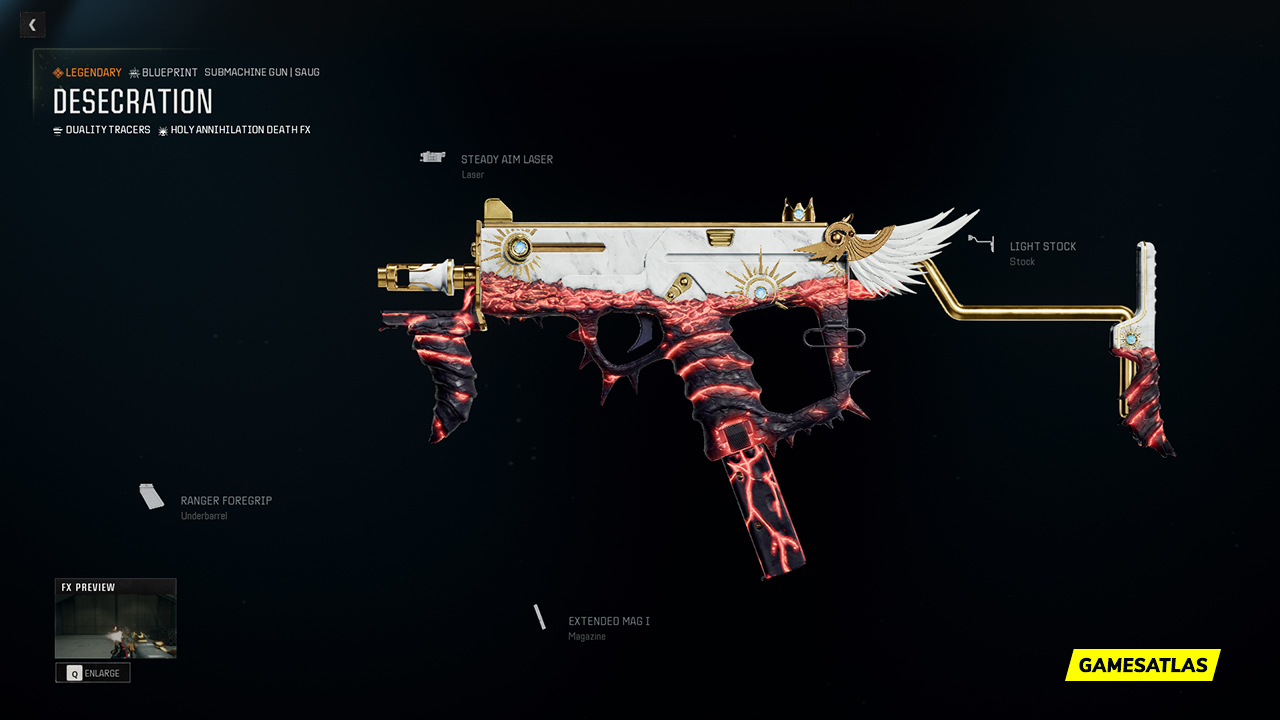 LEGENDARY BLUEPRINT SUBMACHINE GUN | SAUG
DESECRATION
DUALITY TRACERS HOLY ANNIHILATION DEATH FX
STEADY AIM LASER
Laser
LIGHT STOCK
Stock
RANGER FOREGRIP
Underbarrel
FX PREVIEW
Q ENLARGE
EXTENDED MAG I
Magazine
GAMESATLAS